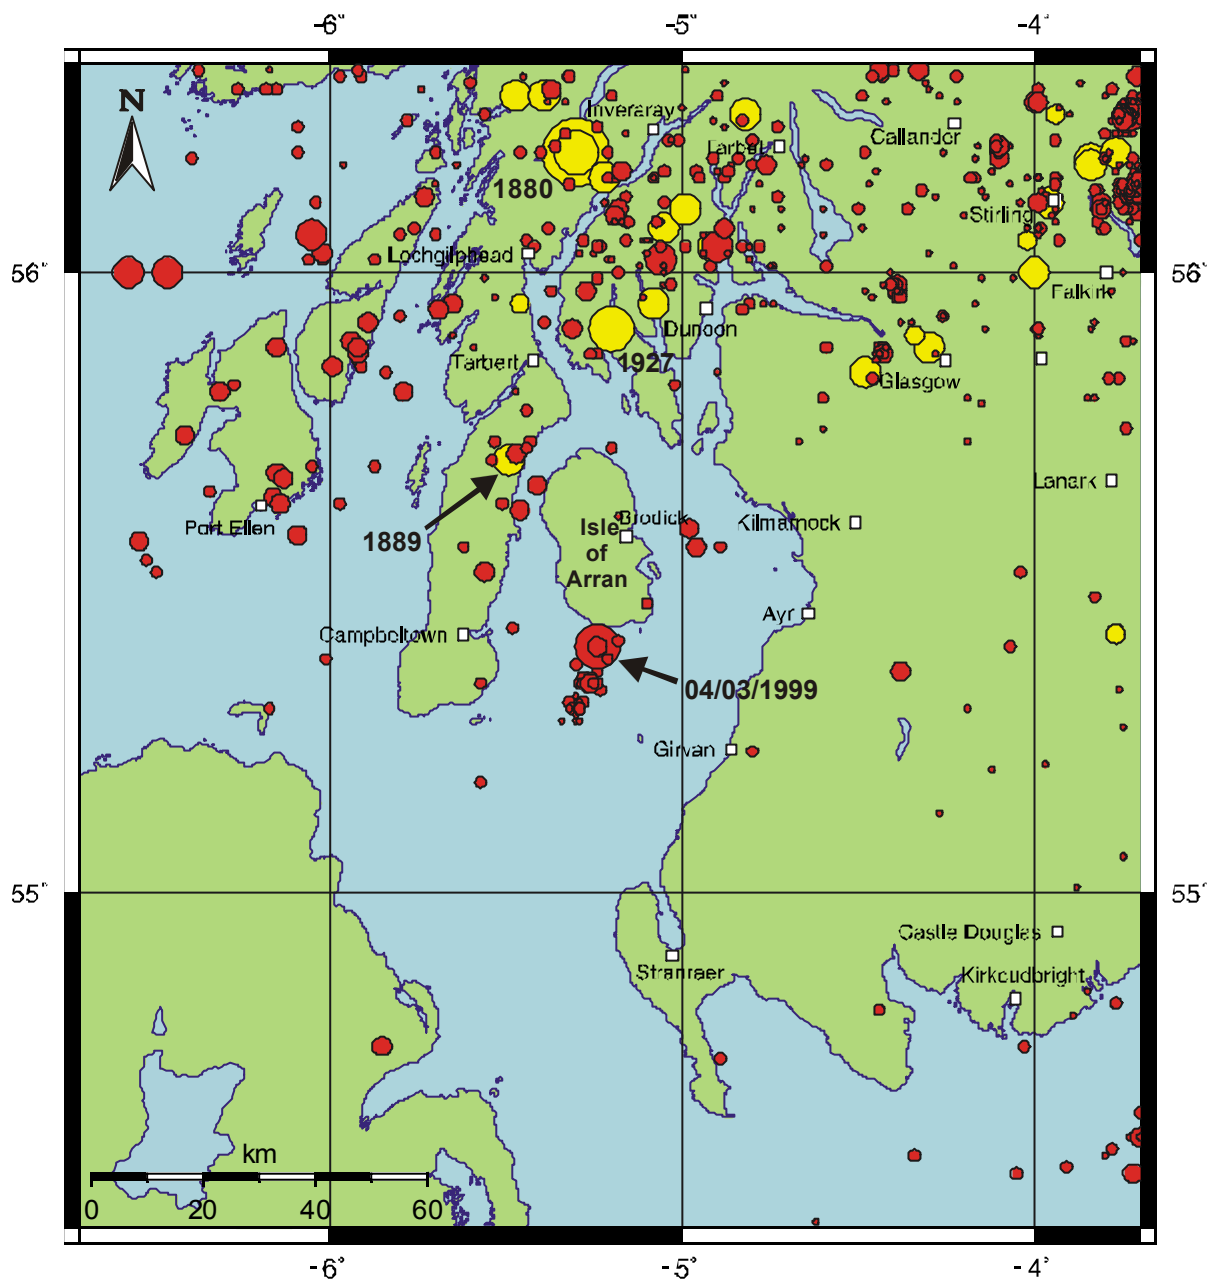 -6°
-5°
-4°
N
Inveraray
Callander
Tarbet
1880
Stirling
Lochgilphead
56°
56°
Falkirk
Dunoon
Tarbert
1927
Glasgow
Lanark
Port Ellen
Brodick
Kilmarnock
1889
Isle
of
Arran
Ayr
Campbeltown
04/03/1999
Girvan
55°
55°
Castle Douglas
Stranraer
Kirkcudbright
km
0 20 40 60
-6°
-5°
-4°